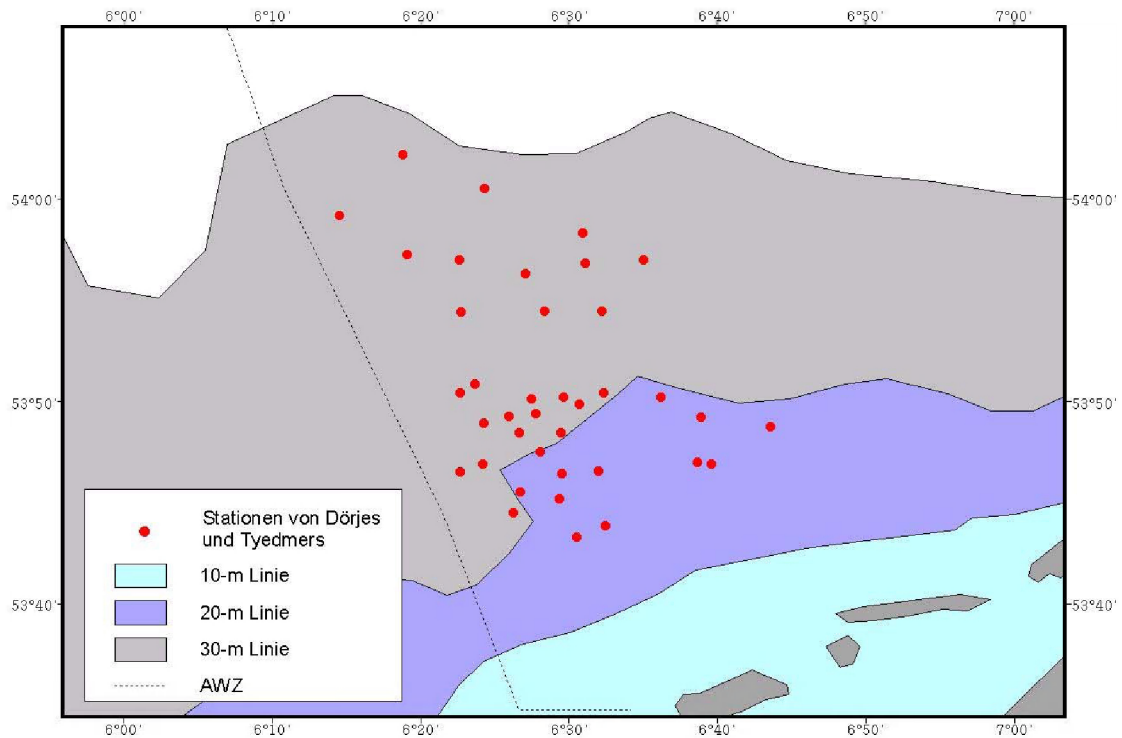 6°00' 6°10' 6°20' 6°30' 6°40' 6°50' 7°00'
54°00' 54°00'
53°50' 53°50'
53°40' 53°40'
Stationen von Dörjes
und Tyedmers
10-m Linie
20-m Linie
30-m Linie
AWZ
6°00' 6°10' 6°20' 6°30' 6°40' 6°50' 7°00'